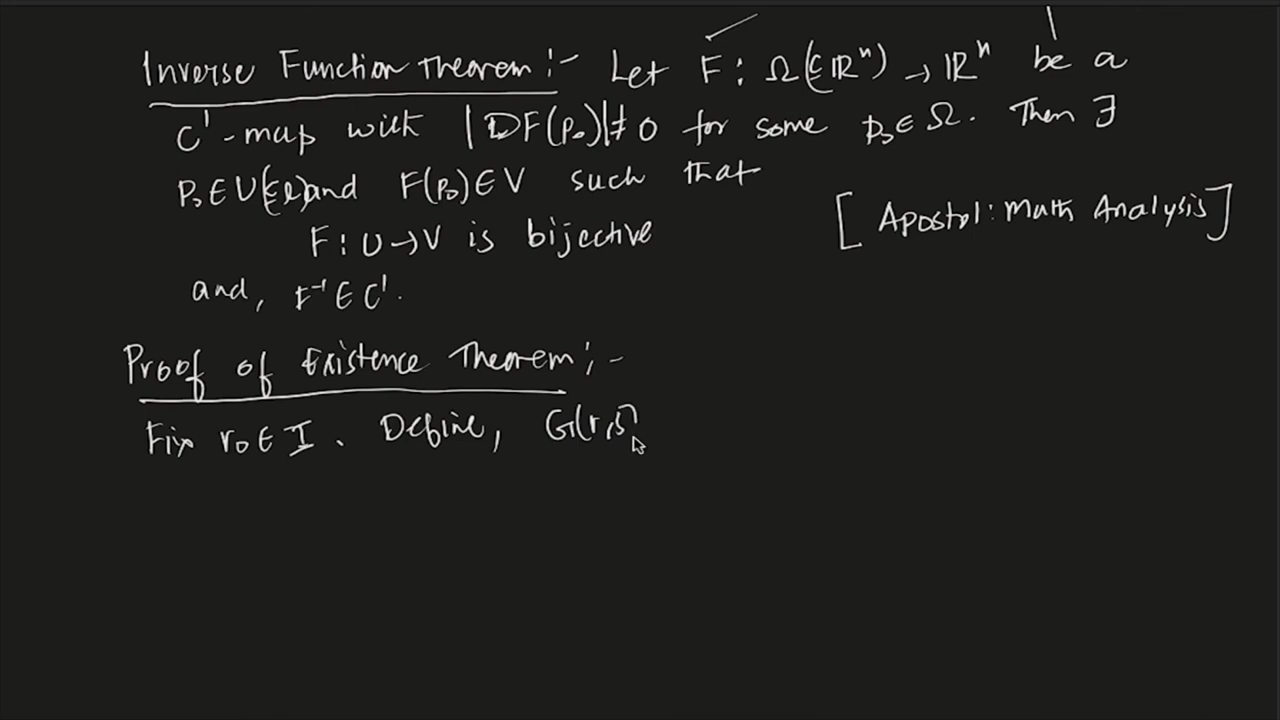 Inverse Function Theorem :- Let F : Ω(⊆ ℝⁿ) → ℝⁿ be a
C¹-map with |DF(p₀)| ≠ 0 for some p₀ ∈ Ω. Then ∃
p₀ ∈ U(⊆Ω) and F(p₀) ∈ V such that
[Apostol: Math Analysis]
F : U → V is bijective
and, F⁻¹ ∈ C¹.
Proof of Existence Theorem :-
Fix r₀ ∈ I. Define, G(r,s)